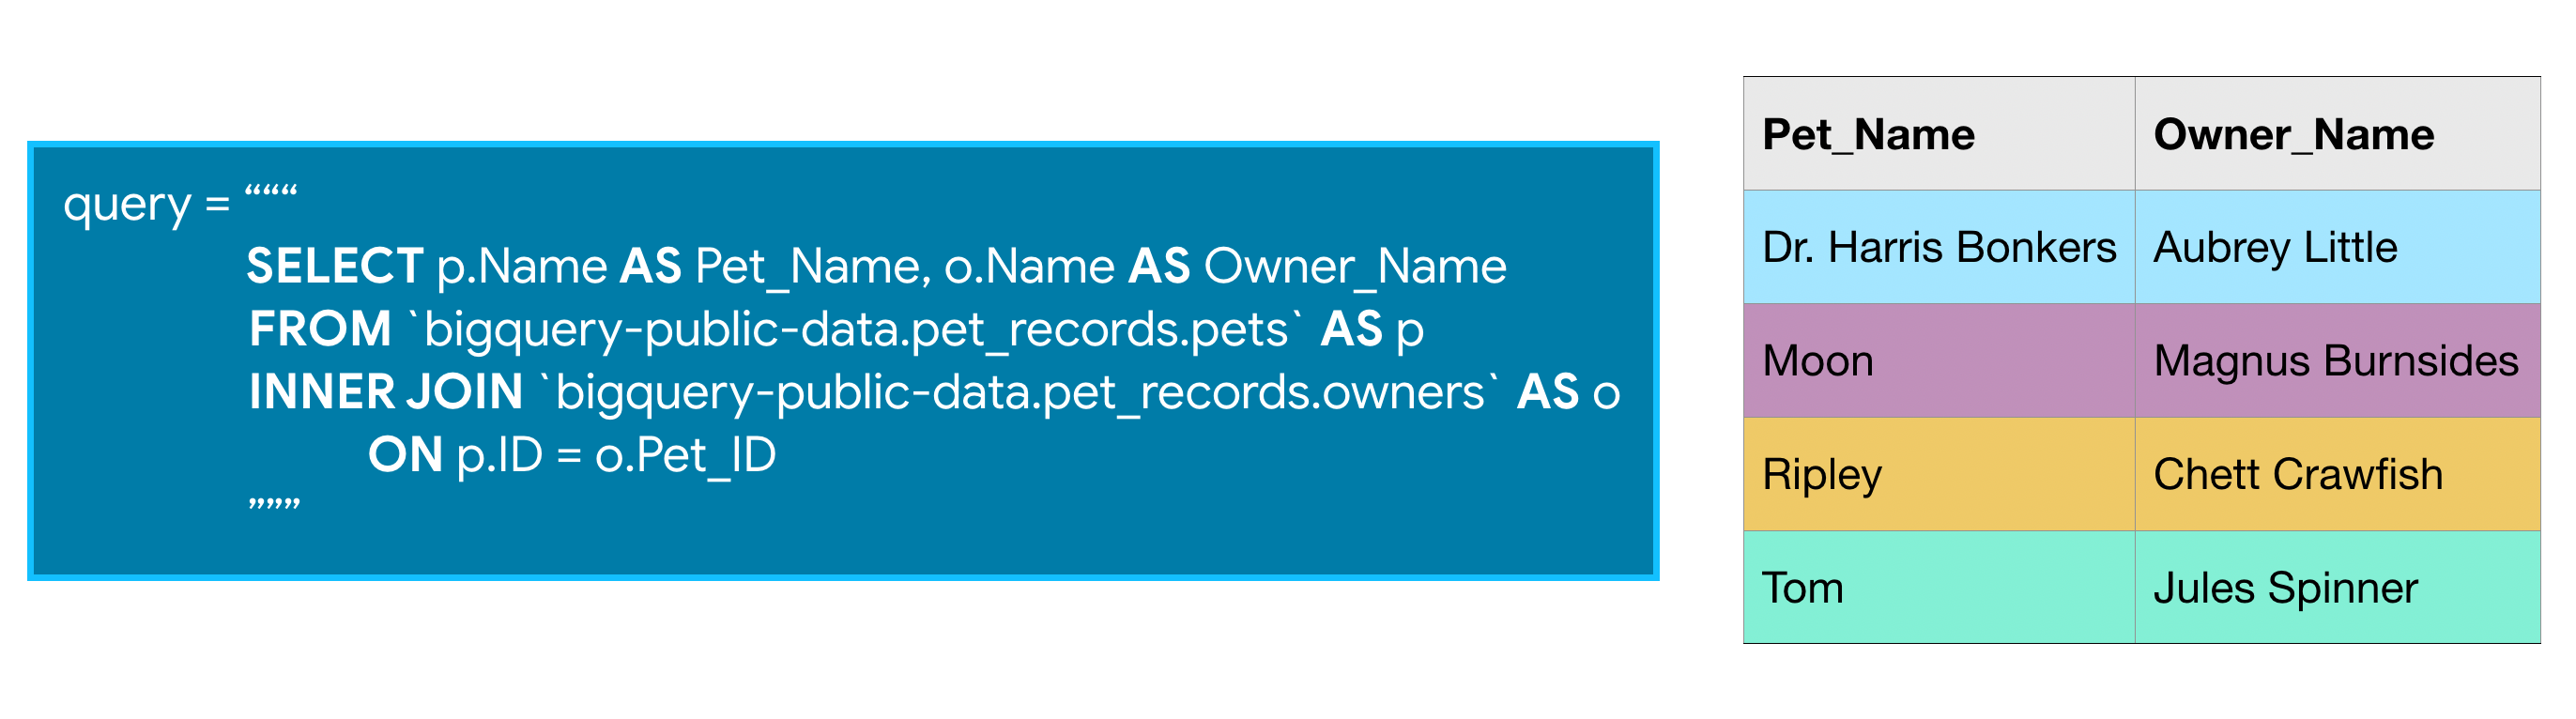 query = “““
SELECT p.Name AS Pet_Name, o.Name AS Owner_Name
FROM `bigquery-public-data.pet_records.pets` AS p
INNER JOIN `bigquery-public-data.pet_records.owners` AS o
ON p.ID = o.Pet_ID
”””
Pet_Name Owner_Name
Dr. Harris Bonkers Aubrey Little
Moon Magnus Burnsides
Ripley Chett Crawfish
Tom Jules Spinner